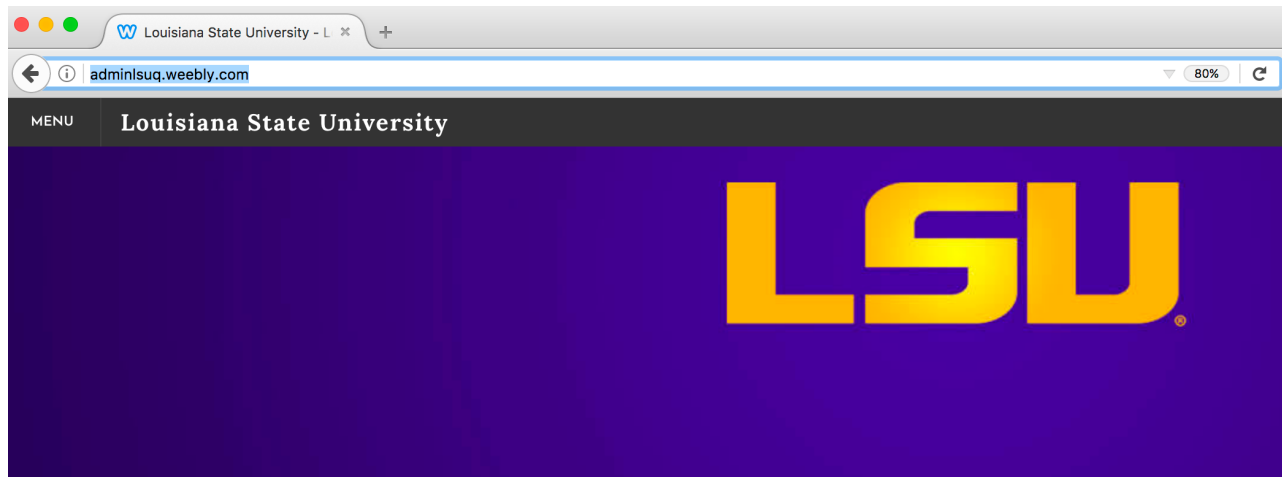 Louisiana State University - L
adminlsuq.weebly.com
80%
MENU
Louisiana State University
LSU®